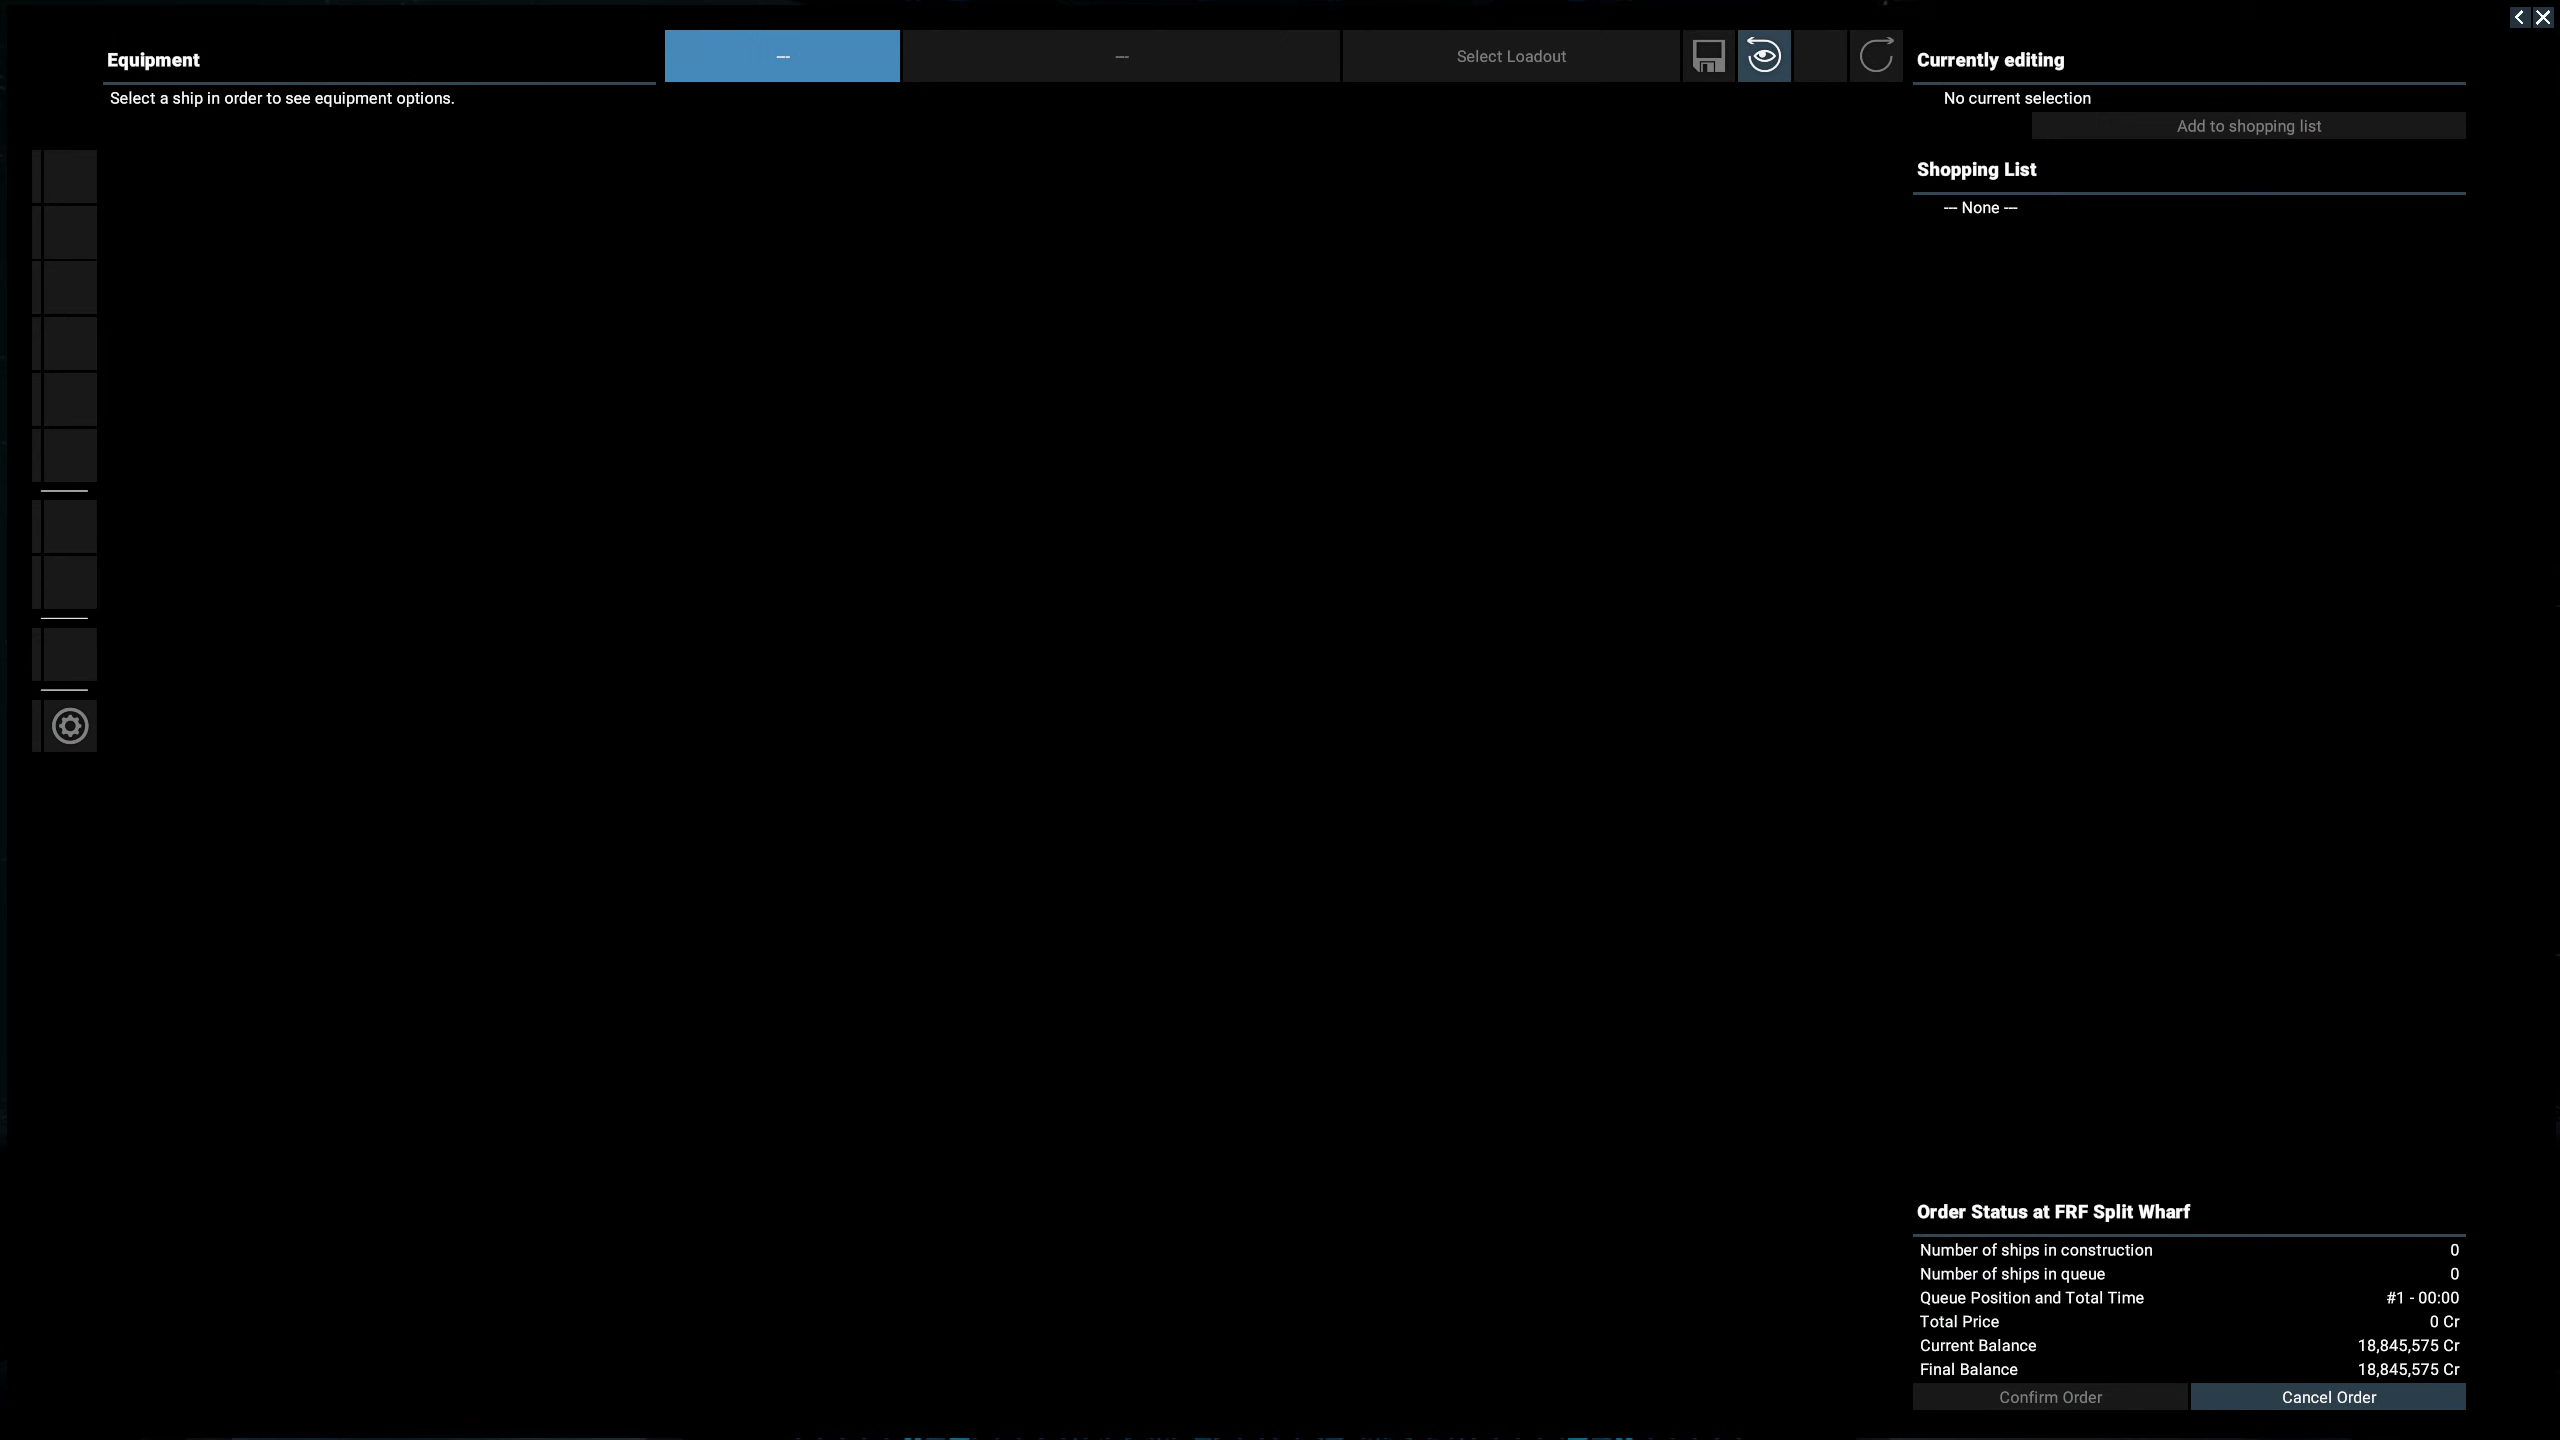 Equipment
Select a ship in order to see equipment options.
---
---
Select Loadout
Currently editing
No current selection
Add to shopping list
Shopping List
--- None ---
Order Status at FRF Split Wharf
Number of ships in construction 0
Number of ships in queue 0
Queue Position and Total Time #1 - 00:00
Total Price 0 Cr
Current Balance 18,845,575 Cr
Final Balance 18,845,575 Cr
Confirm Order
Cancel Order